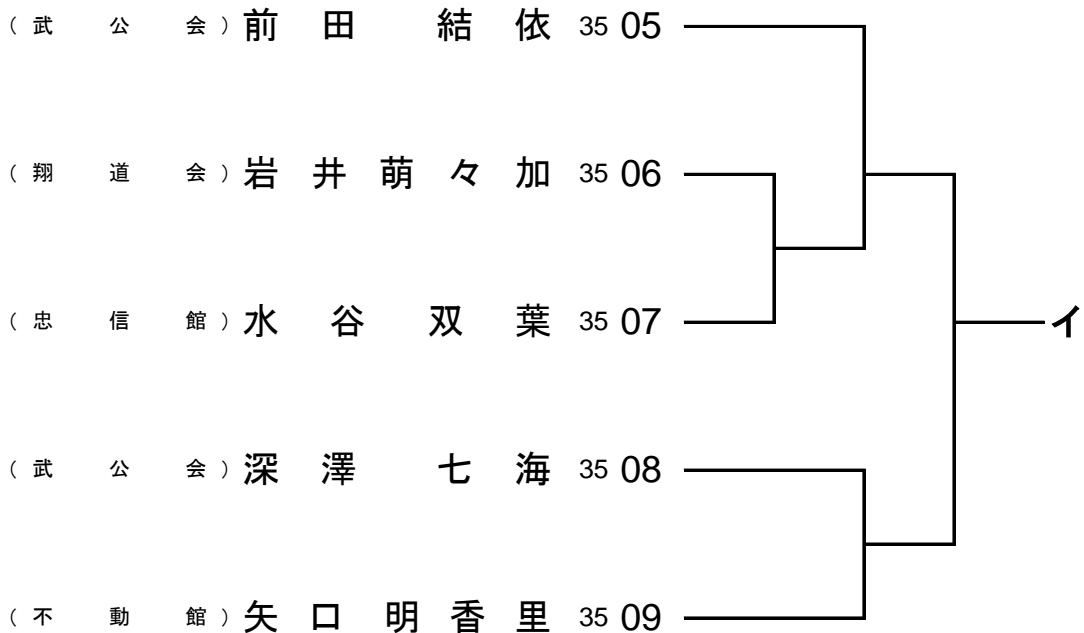 （武公会）前田 結依 35 05
（翔道会）岩井萌々加 35 06
（忠信館）水谷双葉 35 07
イ
（武公会）深澤 七海 35 08
（不動館）矢口明香里 35 09